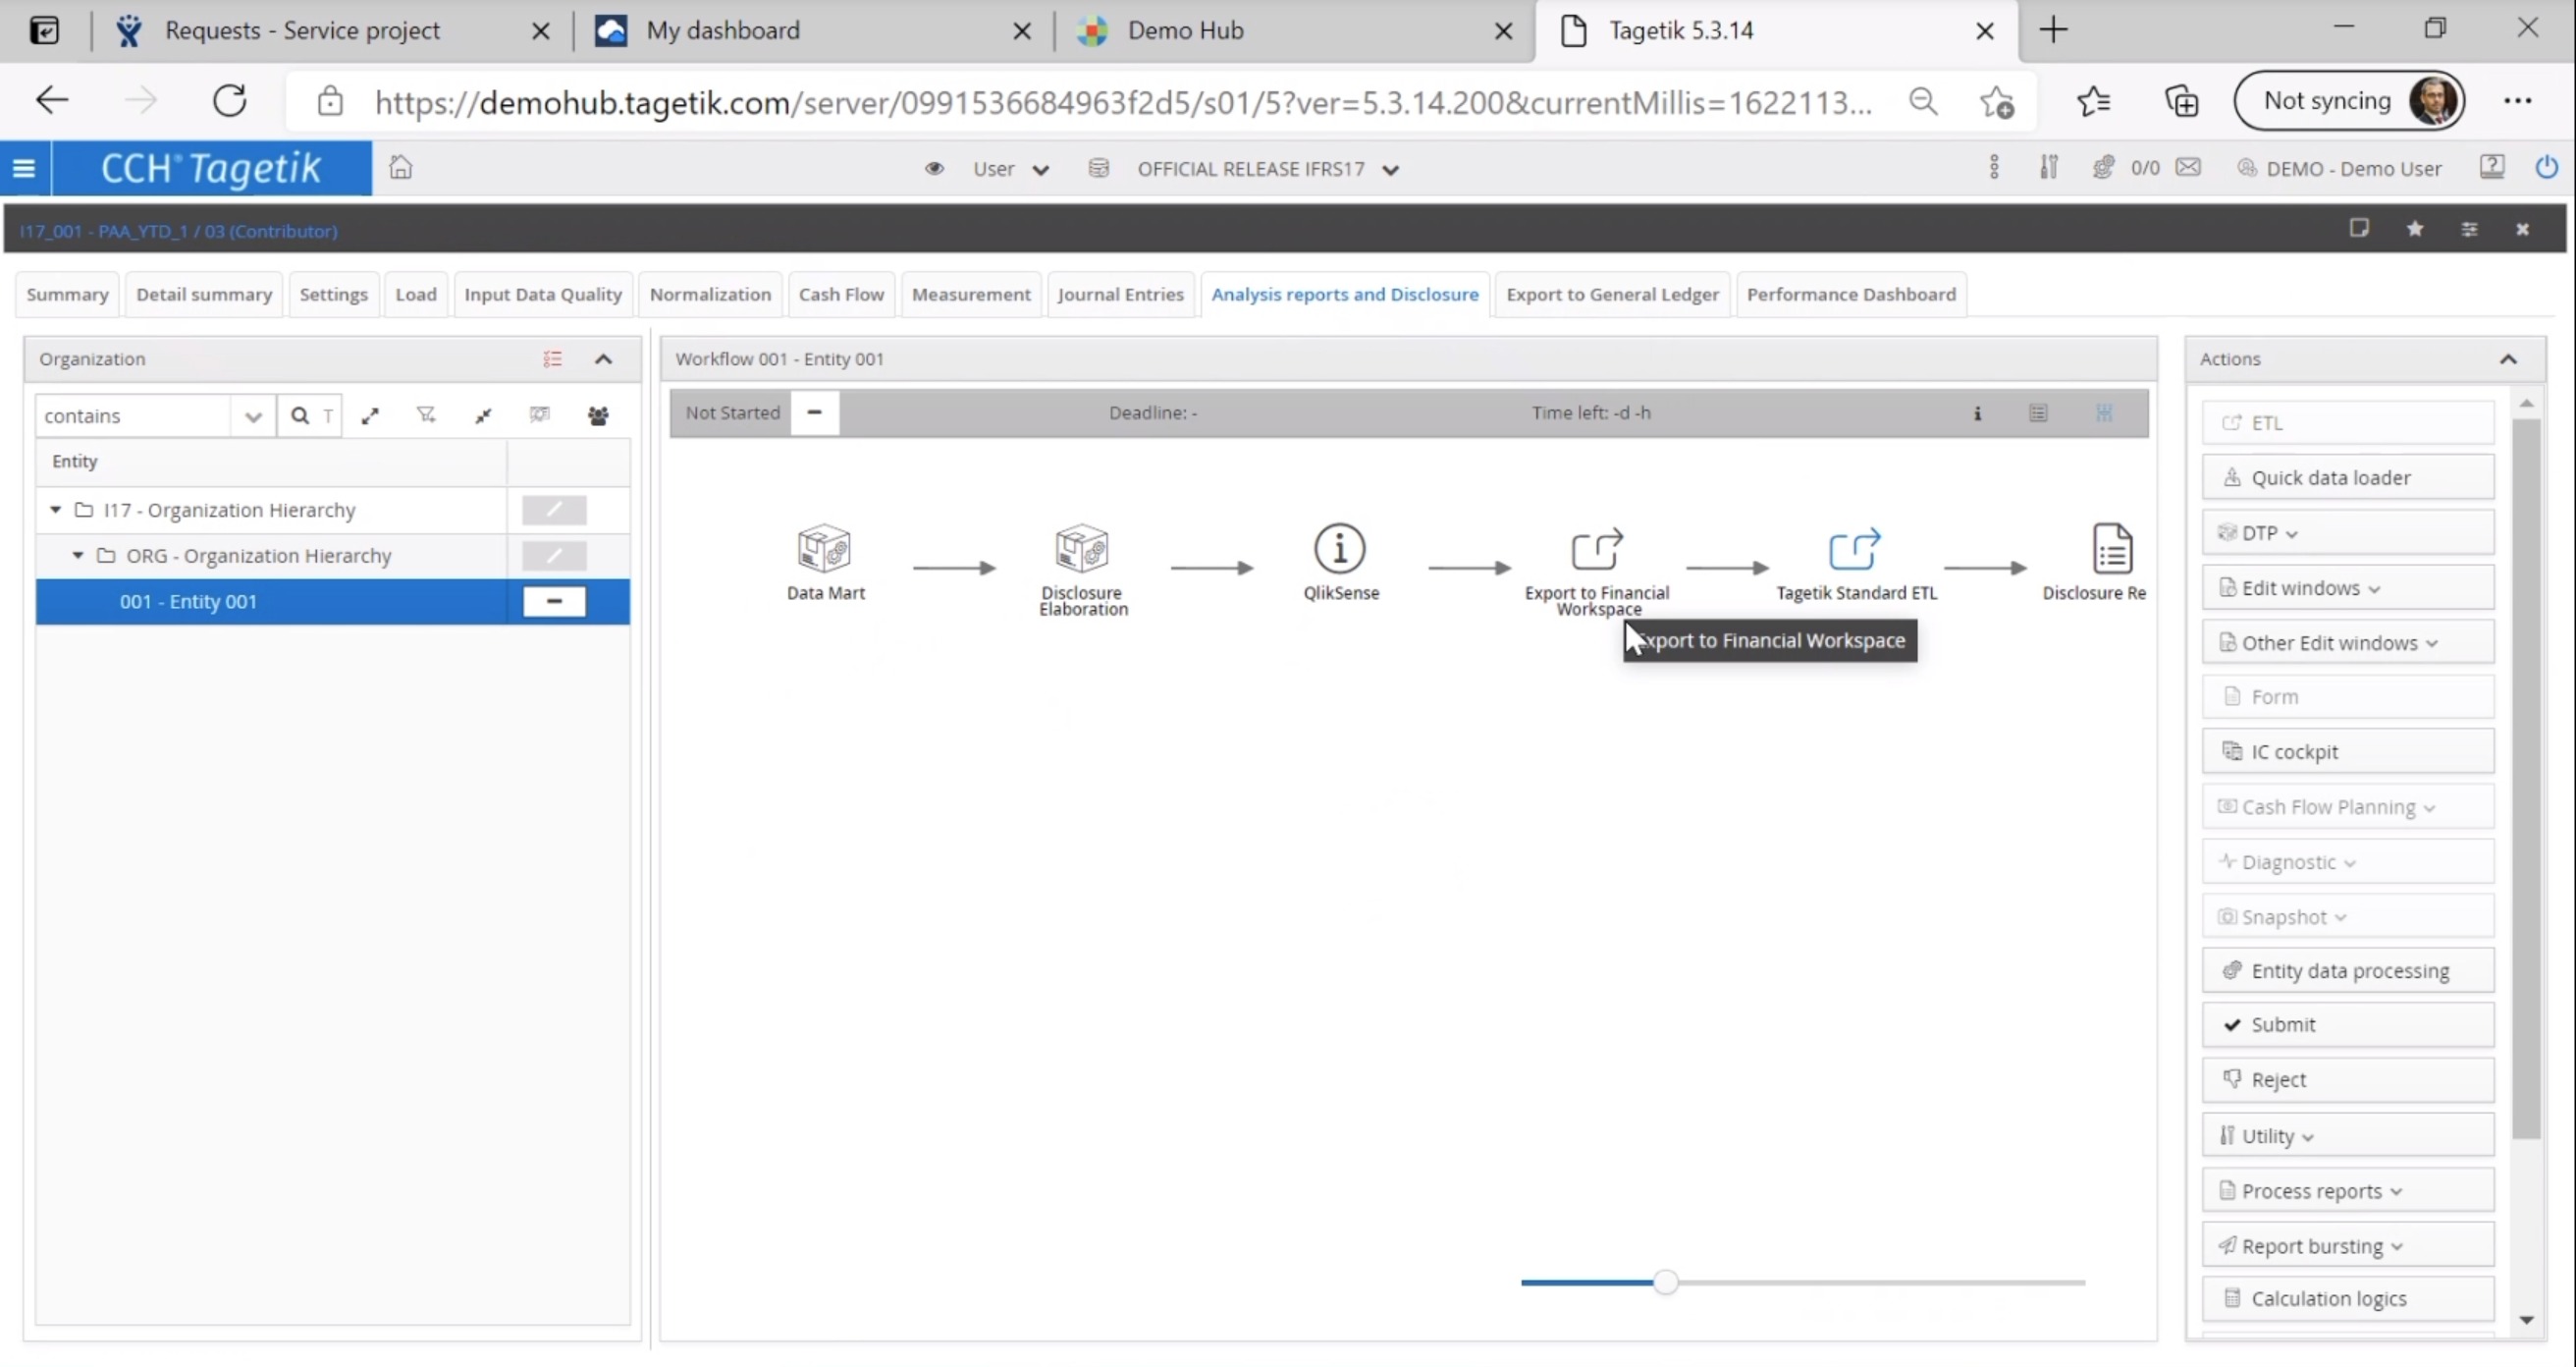 Requests - Service project
My dashboard
Demo Hub
Tagetik 5.3.14
https://demohub.tagetik.com/server/0991536684963f2d5/s01/5?ver=5.3.14.200&currentMillis=1622113...
Not syncing
CCH® Tagetik
User
OFFICIAL RELEASE IFRS17
0/0
DEMO - Demo User
I17_001 - PAA_YTD_1 / 03 (Contributor)
Summary
Detail summary
Settings
Load
Input Data Quality
Normalization
Cash Flow
Measurement
Journal Entries
Analysis reports and Disclosure
Export to General Ledger
Performance Dashboard
Organization
contains
T
Entity
I17 - Organization Hierarchy
ORG - Organization Hierarchy
001 - Entity 001
Workflow 001 - Entity 001
Not Started
Deadline: -
Time left: -d -h
Data Mart
Disclosure
Elaboration
QlikSense
Export to Financial
Workspace
Tagetik Standard ETL
Disclosure Re
Export to Financial Workspace
Actions
ETL
Quick data loader
DTP
Edit windows
Other Edit windows
Form
IC cockpit
Cash Flow Planning
Diagnostic
Snapshot
Entity data processing
Submit
Reject
Utility
Process reports
Report bursting
Calculation logics